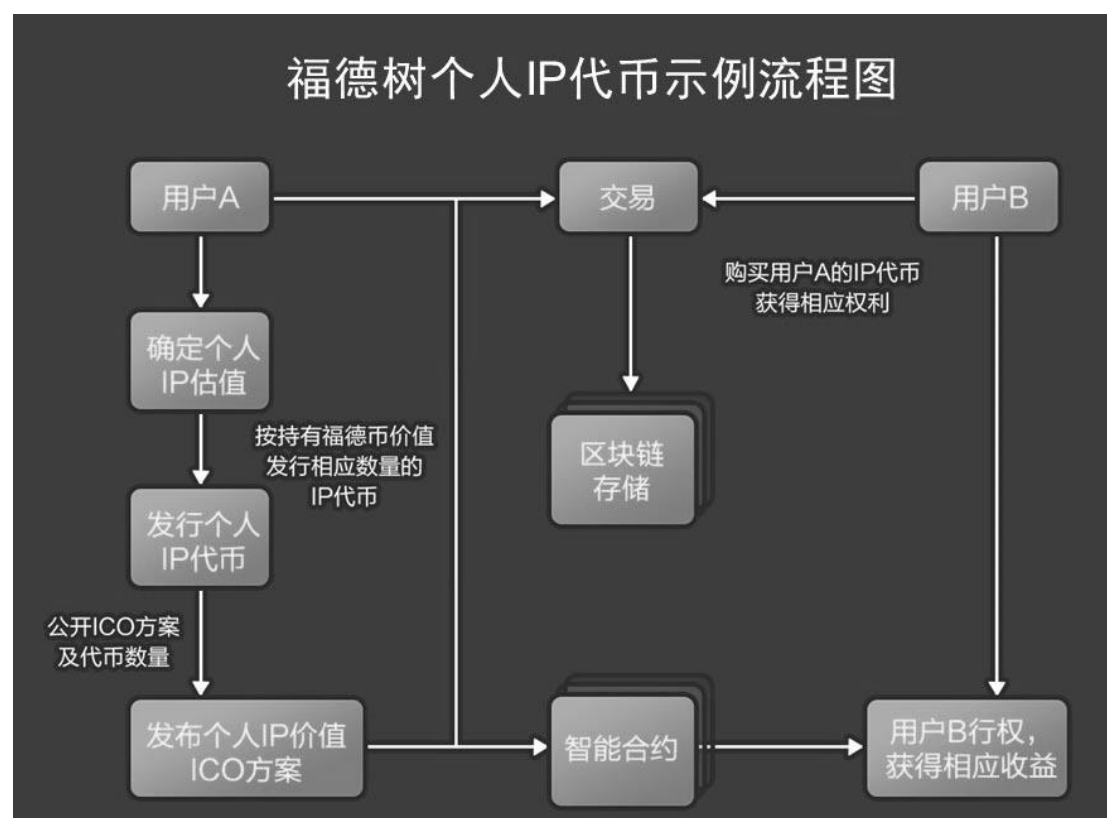 福德树个人IP代币示例流程图
用户A
交易
用户B
购买用户A的IP代币
获得相应权利
确定个人
IP估值
按持有福德币价值
发行相应数量的
IP代币
区块链
存储
发行个人
IP代币
公开ICO方案
及代币数量
发布个人IP价值
ICO方案
智能合约
用户B行权，
获得相应收益